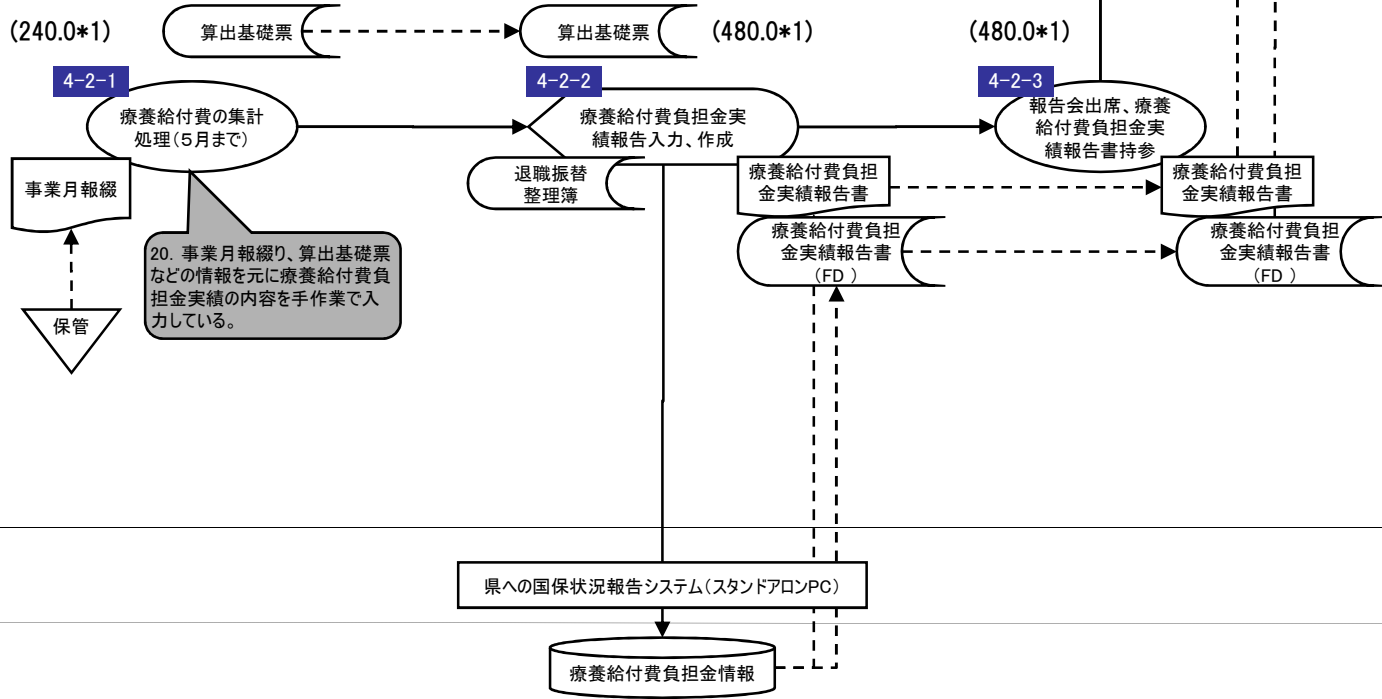 (240.0*1)
算出基礎票
算出基礎票
(480.0*1)
(480.0*1)
4-2-1
療養給付費の集計
処理(5月まで)
4-2-2
療養給付費負担金実
績報告入力、作成
4-2-3
報告会出席、療養
給付費負担金実
績報告書持参
事業月報綴
退職振替
整理簿
療養給付費負担
金実績報告書
療養給付費負担
金実績報告書
療養給付費負担
金実績報告書
(FD )
療養給付費負担
金実績報告書
(FD )
20. 事業月報綴り、算出基礎票
などの情報を元に療養給付費負
担金実績の内容を手作業で入
力している。
保管
県への国保状況報告システム(スタンドアロンPC)
療養給付費負担金情報